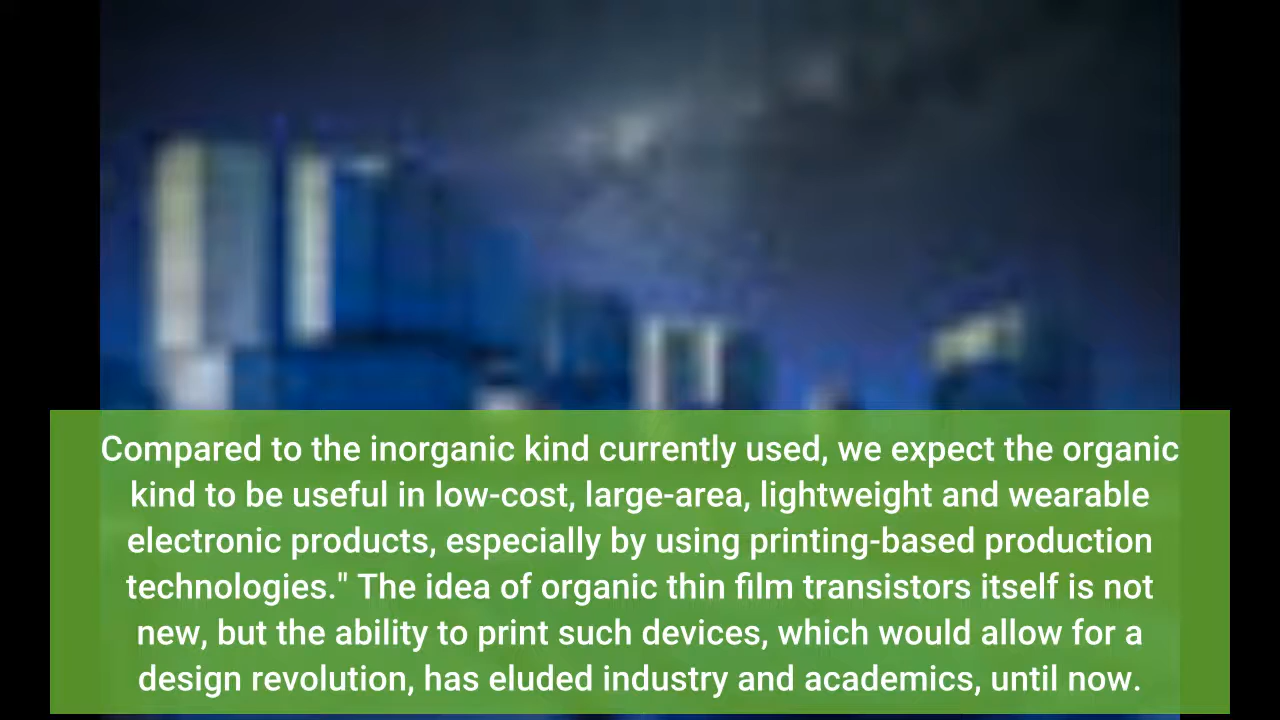 Compared to the inorganic kind currently used, we expect the organic
kind to be useful in low-cost, large-area, lightweight and wearable
electronic products, especially by using printing-based production
technologies." The idea of organic thin film transistors itself is not
new, but the ability to print such devices, which would allow for a
design revolution, has eluded industry and academics, until now.